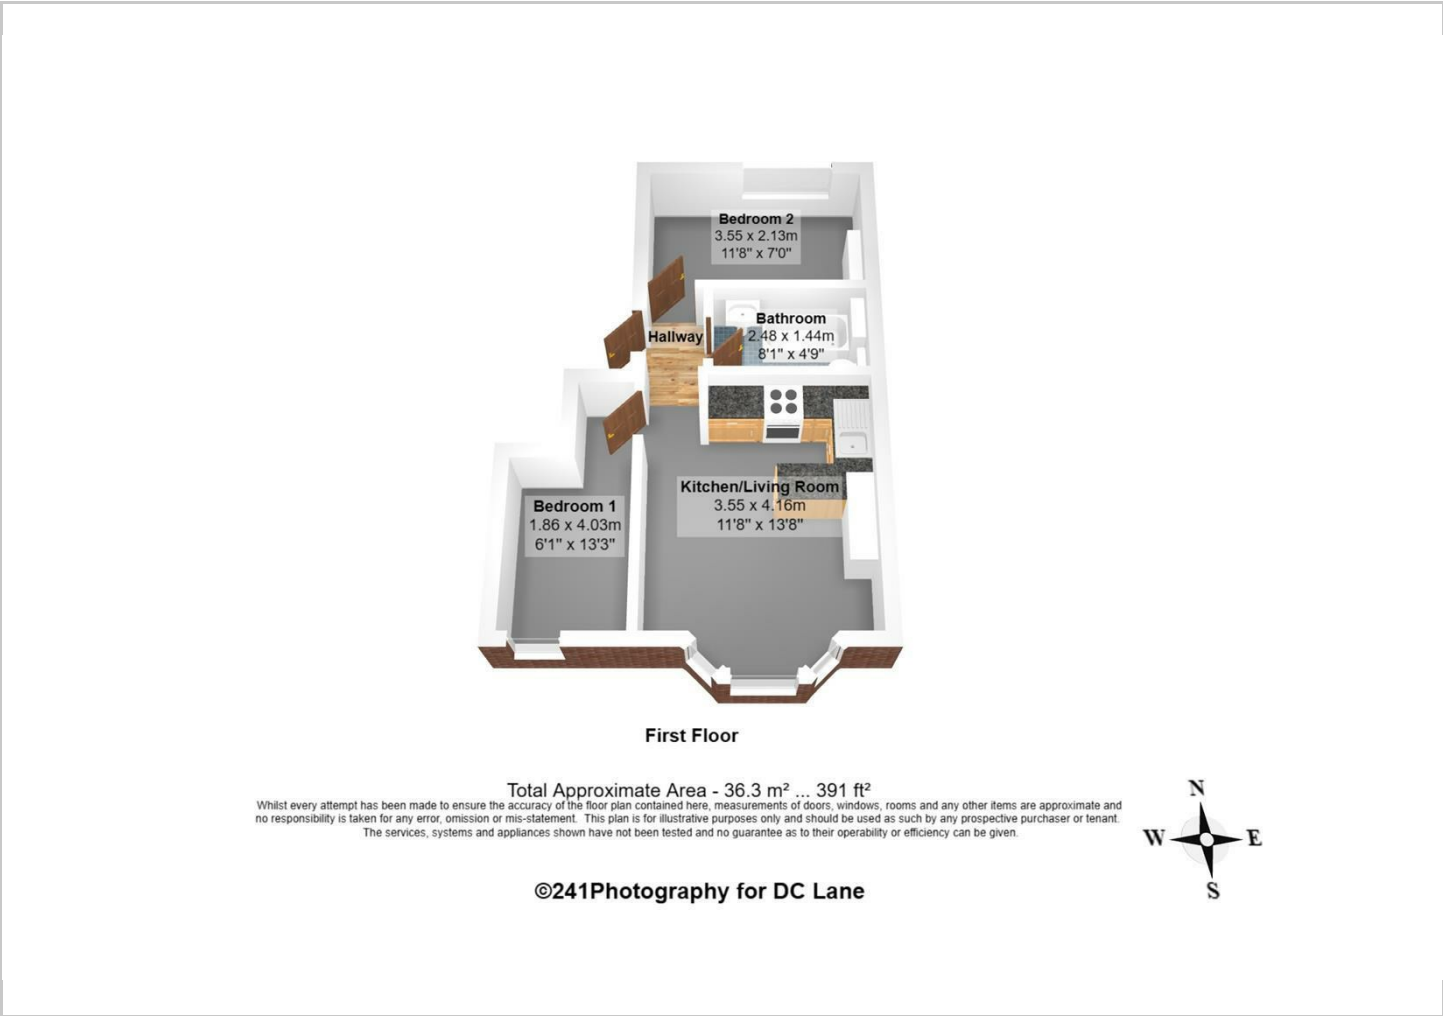 Bedroom 2
3.55 x 2.13m
11'8" x 7'0"
Bathroom
2.48 x 1.44m
8'1" x 4'9"
Hallway
Kitchen/Living Room
3.55 x 4.16m
11'8" x 13'8"
Bedroom 1
1.86 x 4.03m
6'1" x 13'3"
First Floor
Total Approximate Area - 36.3 m² ... 391 ft²
Whilst every attempt has been made to ensure the accuracy of the floor plan contained here, measurements of doors, windows, rooms and any other items are approximate and
no responsibility is taken for any error, omission or mis-statement. This plan is for illustrative purposes only and should be used as such by any prospective purchaser or tenant.
The services, systems and appliances shown have not been tested and no guarantee as to their operability or efficiency can be given.
N
W E
S
©241Photography for DC Lane